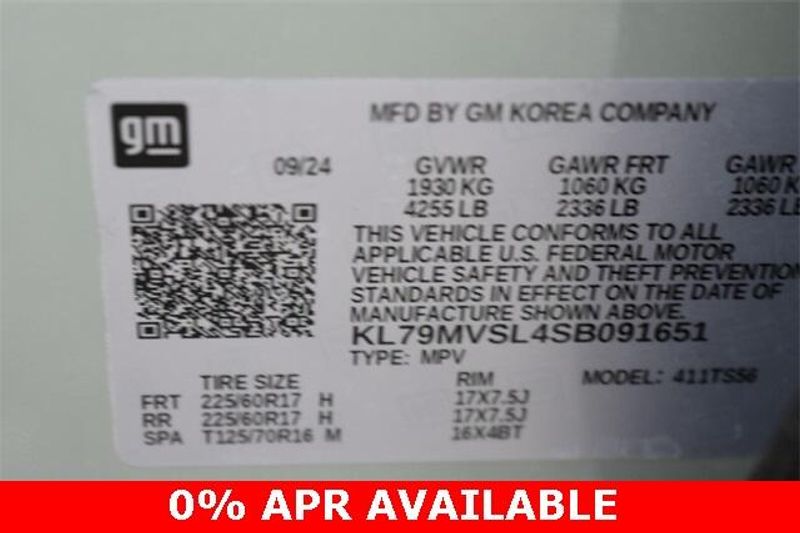 gm
MFD BY GM KOREA COMPANY
09/24 GVWR GAWR FRT GAWR
1930 KG 1060 KG 1060 K
4255 LB 2336 LB 2336 LB
THIS VEHICLE CONFORMS TO ALL
APPLICABLE U.S. FEDERAL MOTOR
VEHICLE SAFETY AND THEFT PREVENTION
STANDARDS IN EFFECT ON THE DATE OF
MANUFACTURE SHOWN ABOVE.
KL79MVSL4SB091651
TYPE: MPV MODEL: 411TS56
TIRE SIZE RIM
FRT 225/60R17 H 17X7.5J
RR 225/60R17 H 17X7.5J
SPA T125/70R16 M 16X4BT
0% APR AVAILABLE